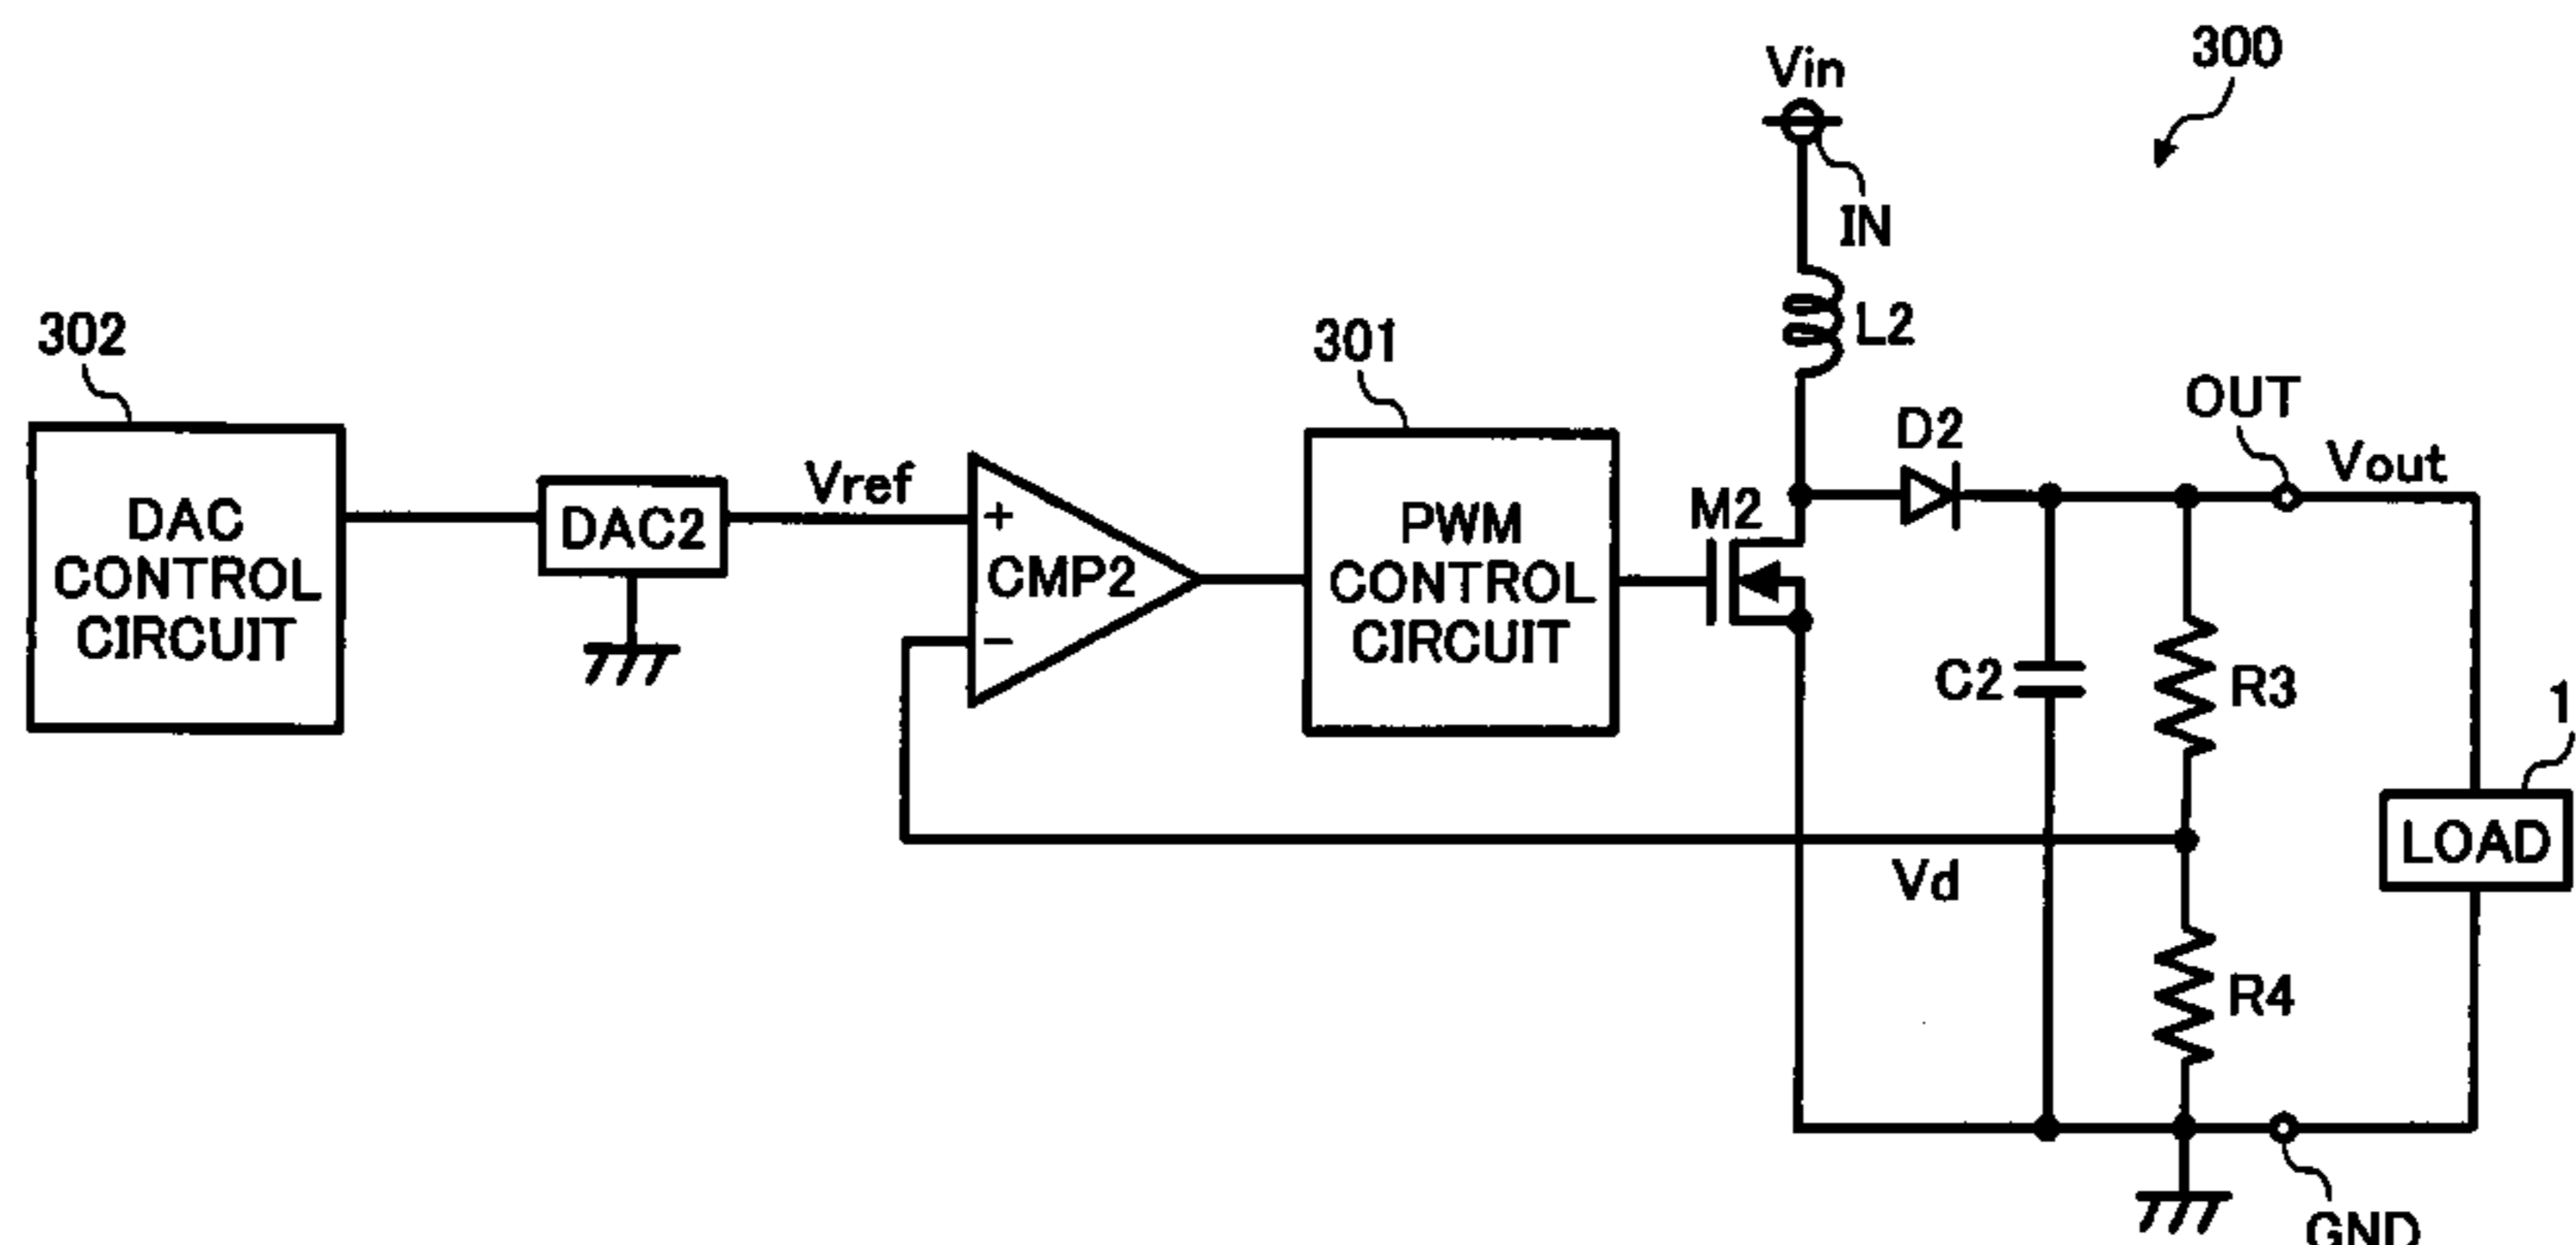 300
Vin
IN
L2
302
301
OUT
D2
Vout
Vref
M2
DAC
CONTROL
CIRCUIT
DAC2
+
CMP2
−
PWM
CONTROL
CIRCUIT
C2
R3
1
LOAD
Vd
R4
GND